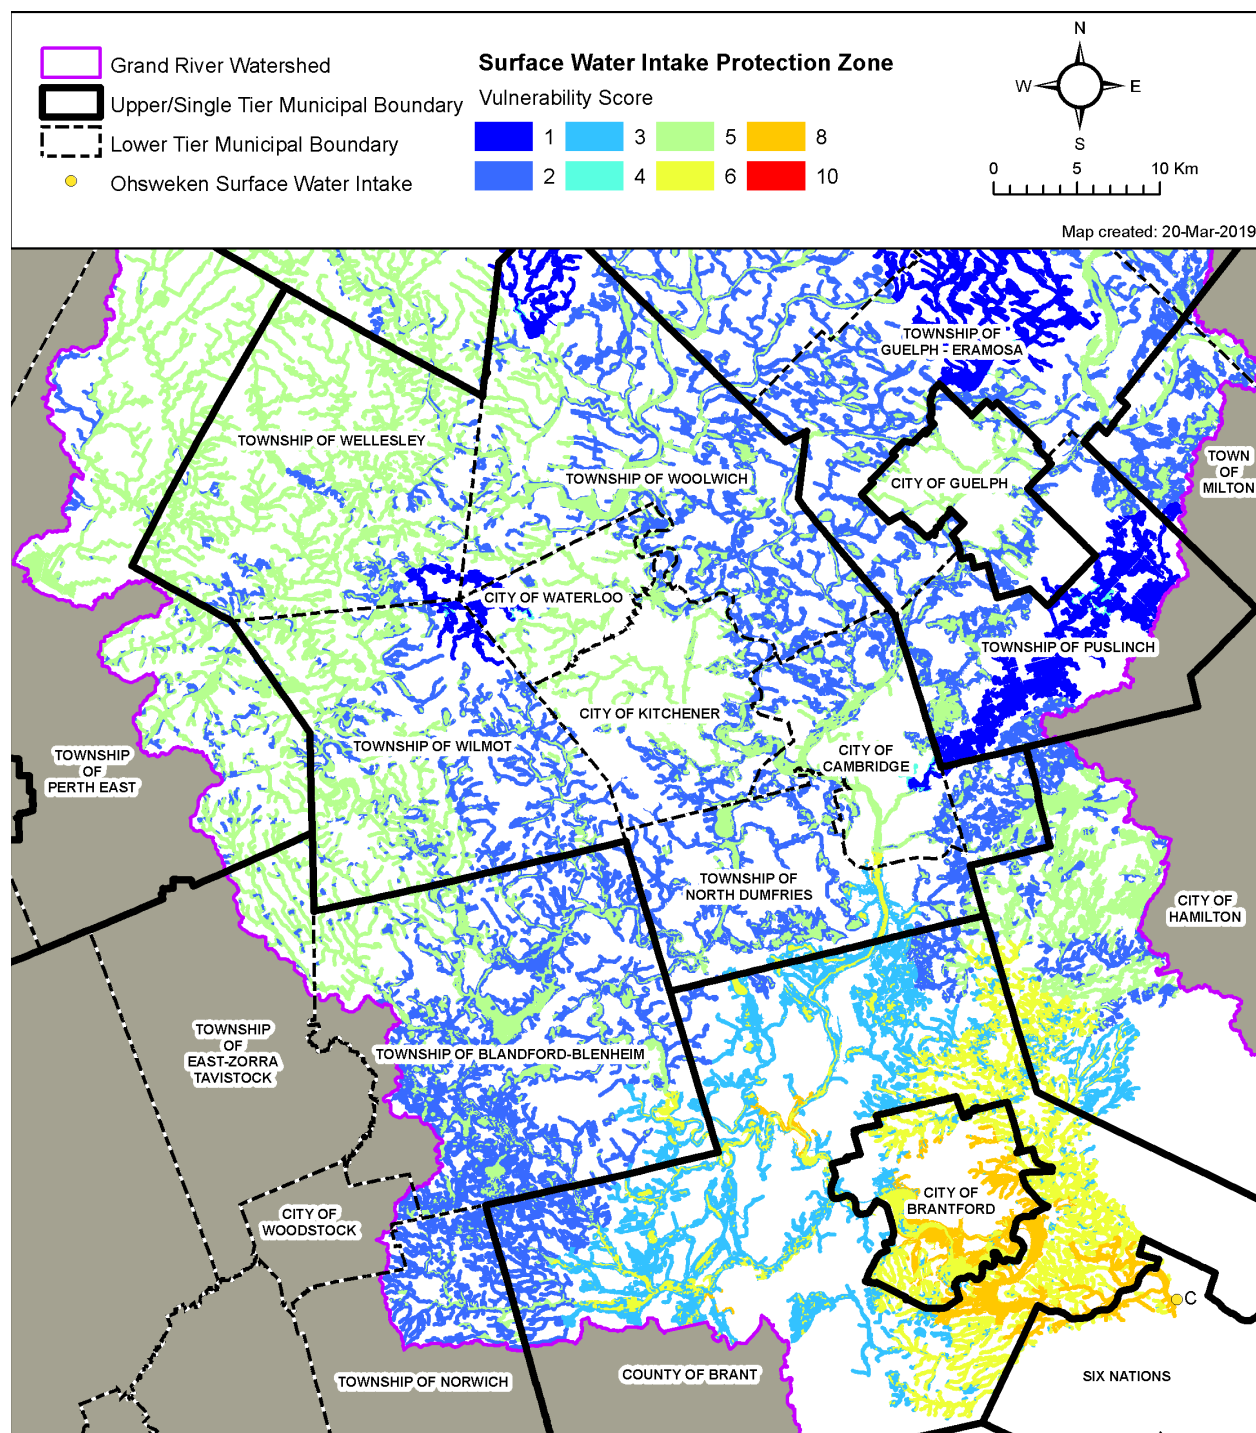 Grand River Watershed
Upper/Single Tier Municipal Boundary
Lower Tier Municipal Boundary
Ohsweken Surface Water Intake
Surface Water Intake Protection Zone
Vulnerability Score
1 3 5 8
2 4 6 10
N
W E
S
0 5 10 Km
Map created: 20-Mar-2019
TOWNSHIP OF
GUELPH - ERAMOSA
TOWNSHIP OF WELLESLEY
TOWNSHIP OF WOOLWICH
CITY OF GUELPH
TOWN
OF
MILTON
CITY OF WATERLOO
TOWNSHIP OF PUSLINCH
CITY OF KITCHENER
TOWNSHIP OF WILMOT
CITY OF
CAMBRIDGE
TOWNSHIP
OF
PERTH EAST
TOWNSHIP OF
NORTH DUMFRIES
CITY OF
HAMILTON
TOWNSHIP
OF
EAST-ZORRA
TAVISTOCK
TOWNSHIP OF BLANDFORD-BLENHEIM
CITY OF
BRANTFORD
CITY OF
WOODSTOCK
C
COUNTY OF BRANT
SIX NATIONS
TOWNSHIP OF NORWICH